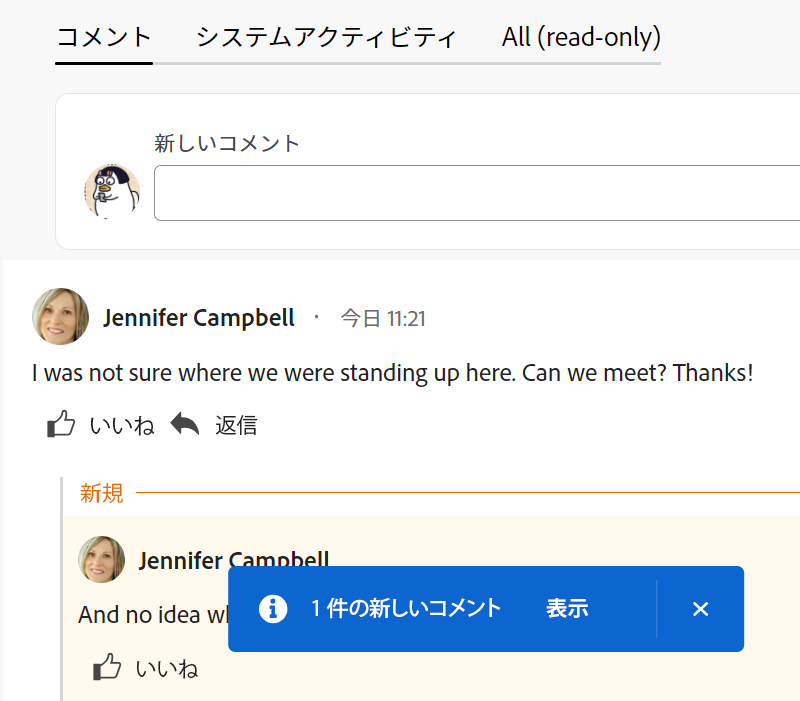 コメント システムアクティビティ All (read-only)
新しいコメント
Jennifer Campbell · 今日 11:21
I was not sure where we were standing up here. Can we meet? Thanks!
いいね 返信
新規
Jennifer Campbell
And no idea
1 件の新しいコメント 表示
いいね